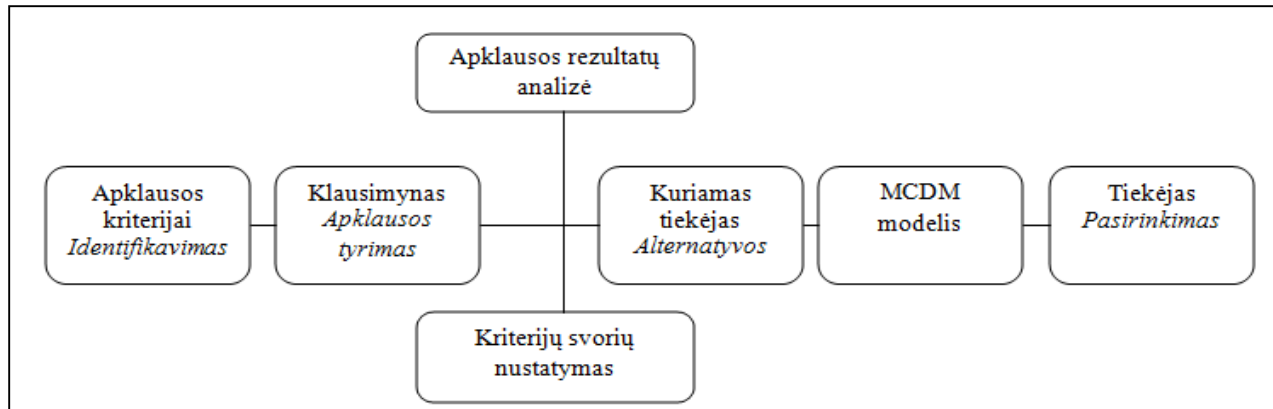 Apklausos rezultatų
analizė
Apklausos
kriterijai
Identifikavimas
Klausimynas
Apklausos
tyrimas
Kuriamas
tiekėjas
Alternatyvos
MCDM
modelis
Tiekėjas
Pasirinkimas
Kriterijų svorių
nustatymas